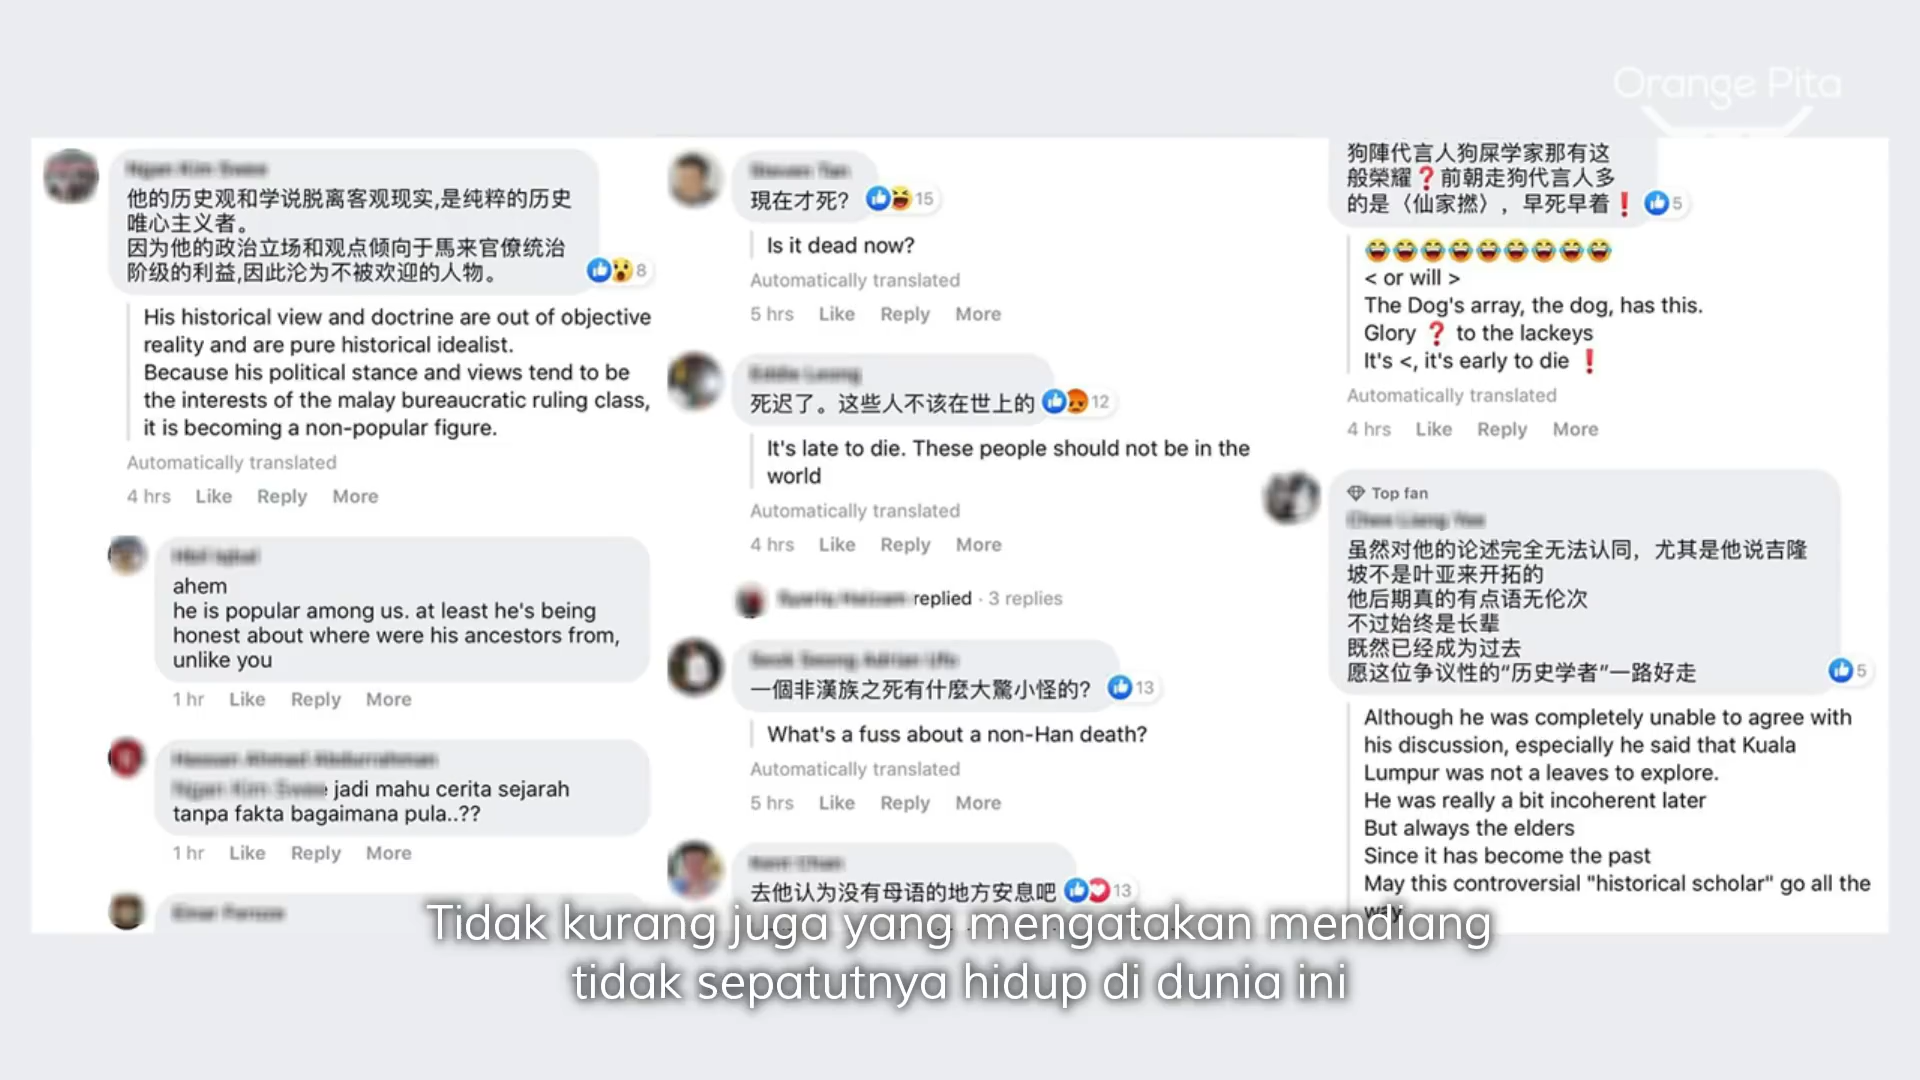 Orange Pita
他的历史观和学说脱离客观现实,是纯粹的历史
唯心主义者。
因为他的政治立场和观点倾向于馬来官僚统治
阶级的利益,因此沦为不被欢迎的人物。
8
His historical view and doctrine are out of objective
reality and are pure historical idealist.
Because his political stance and views tend to be
the interests of the malay bureaucratic ruling class,
it is becoming a non-popular figure.
Automatically translated
4 hrs Like Reply More
ahem
he is popular among us. at least he's being
honest about where were his ancestors from,
unlike you
1 hr Like Reply More
jadi mahu cerita sejarah
tanpa fakta bagaimana pula..??
1 hr Like Reply More
現在才死?
15
Is it dead now?
Automatically translated
5 hrs Like Reply More
死迟了。这些人不该在世上的
12
It's late to die. These people should not be in the
world
Automatically translated
4 hrs Like Reply More
replied · 3 replies
一個非漢族之死有什麼大驚小怪的?
13
What's a fuss about a non-Han death?
Automatically translated
5 hrs Like Reply More
去他认为没有母语的地方安息吧
13
狗陣代言人狗屎学家那有这
般榮耀❓前朝走狗代言人多
的是〈仙家撚〉，早死早着❗
5
😂😂😂😂😂😂😂😂😂
< or will >
The Dog's array, the dog, has this.
Glory ❓ to the lackeys
It's <, it's early to die ❗
Automatically translated
4 hrs Like Reply More
Top fan
虽然对他的论述完全无法认同，尤其是他说吉隆
坡不是叶亚来开拓的
他后期真的有点语无伦次
不过始终是长辈
既然已经成为过去
愿这位争议性的“历史学者”一路好走
5
Although he was completely unable to agree with
his discussion, especially he said that Kuala
Lumpur was not a leaves to explore.
He was really a bit incoherent later
But always the elders
Since it has become the past
May this controversial "historical scholar" go all the
way
Tidak kurang juga yang mengatakan mendiang
tidak sepatutnya hidup di dunia ini